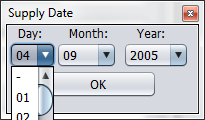 Supply Date
Day: Month: Year:
04 09 2005
-
01 OK
02